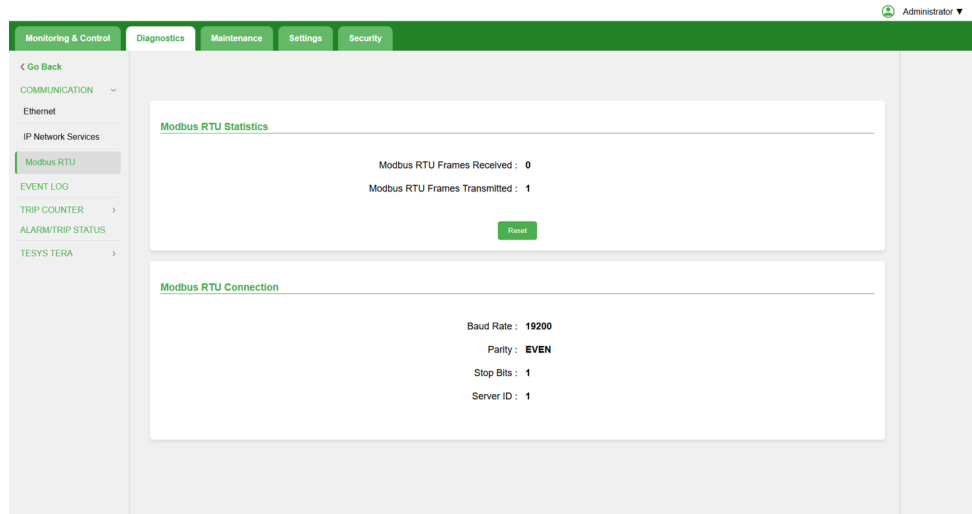 Administrator ▼
Monitoring & Control Diagnostics Maintenance Settings Security
Go Back
COMMUNICATION
Ethernet
IP Network Services
Modbus RTU
EVENT LOG
TRIP COUNTER
ALARM/TRIP STATUS
TESYS TERA
Modbus RTU Statistics
Modbus RTU Frames Received : 0
Modbus RTU Frames Transmitted : 1
Reset
Modbus RTU Connection
Baud Rate : 19200
Parity : EVEN
Stop Bits : 1
Server ID : 1